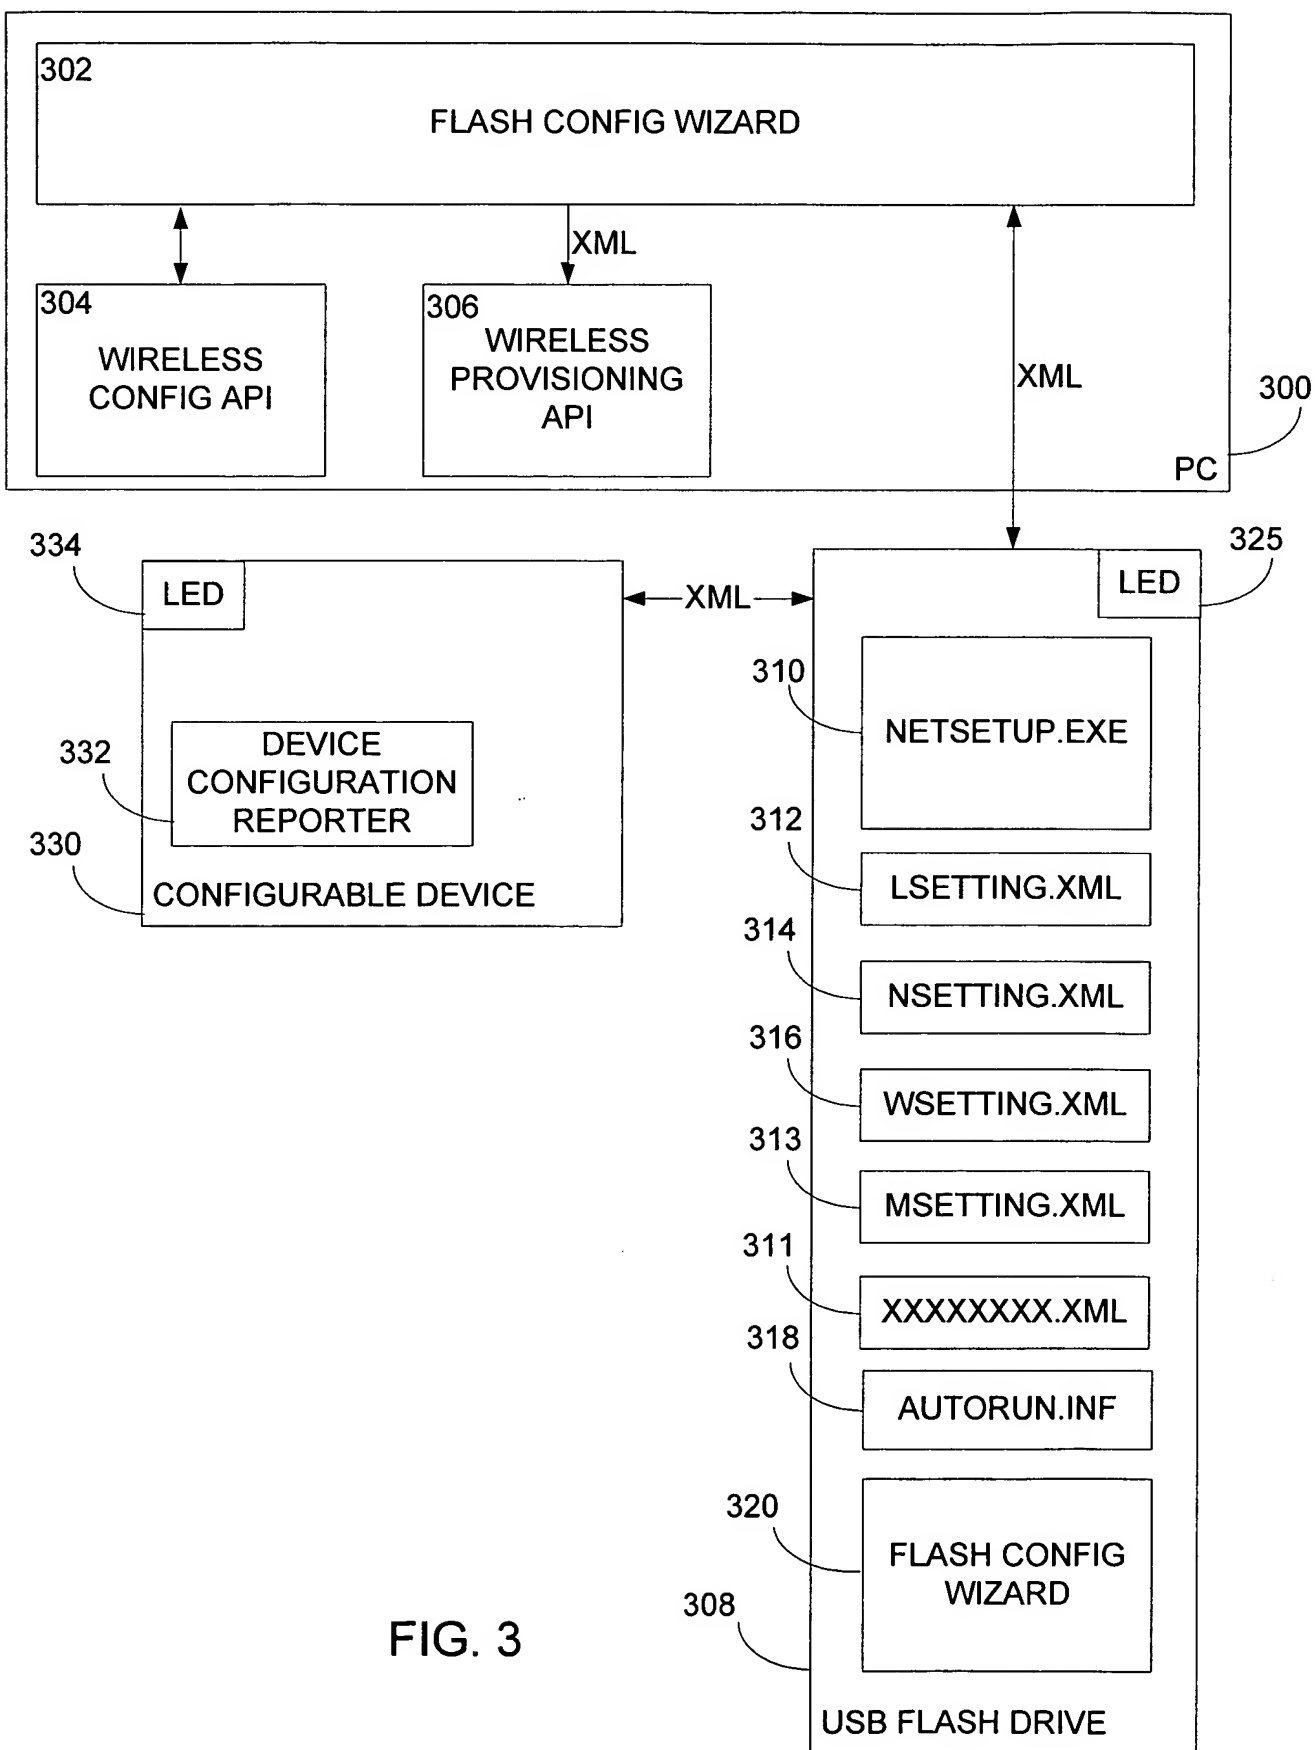 302
FLASH CONFIG WIZARD
XML
304
WIRELESS
CONFIG API
306
WIRELESS
PROVISIONING
API
XML
300
PC
334
LED
XML
325
LED
310
NETSETUP.EXE
332
DEVICE
CONFIGURATION
REPORTER
330
CONFIGURABLE DEVICE
312
LSETTING.XML
314
NSETTING.XML
316
WSETTING.XML
313
MSETTING.XML
311
XXXXXXXX.XML
318
AUTORUN.INF
320
FLASH CONFIG
WIZARD
308
FIG. 3
USB FLASH DRIVE